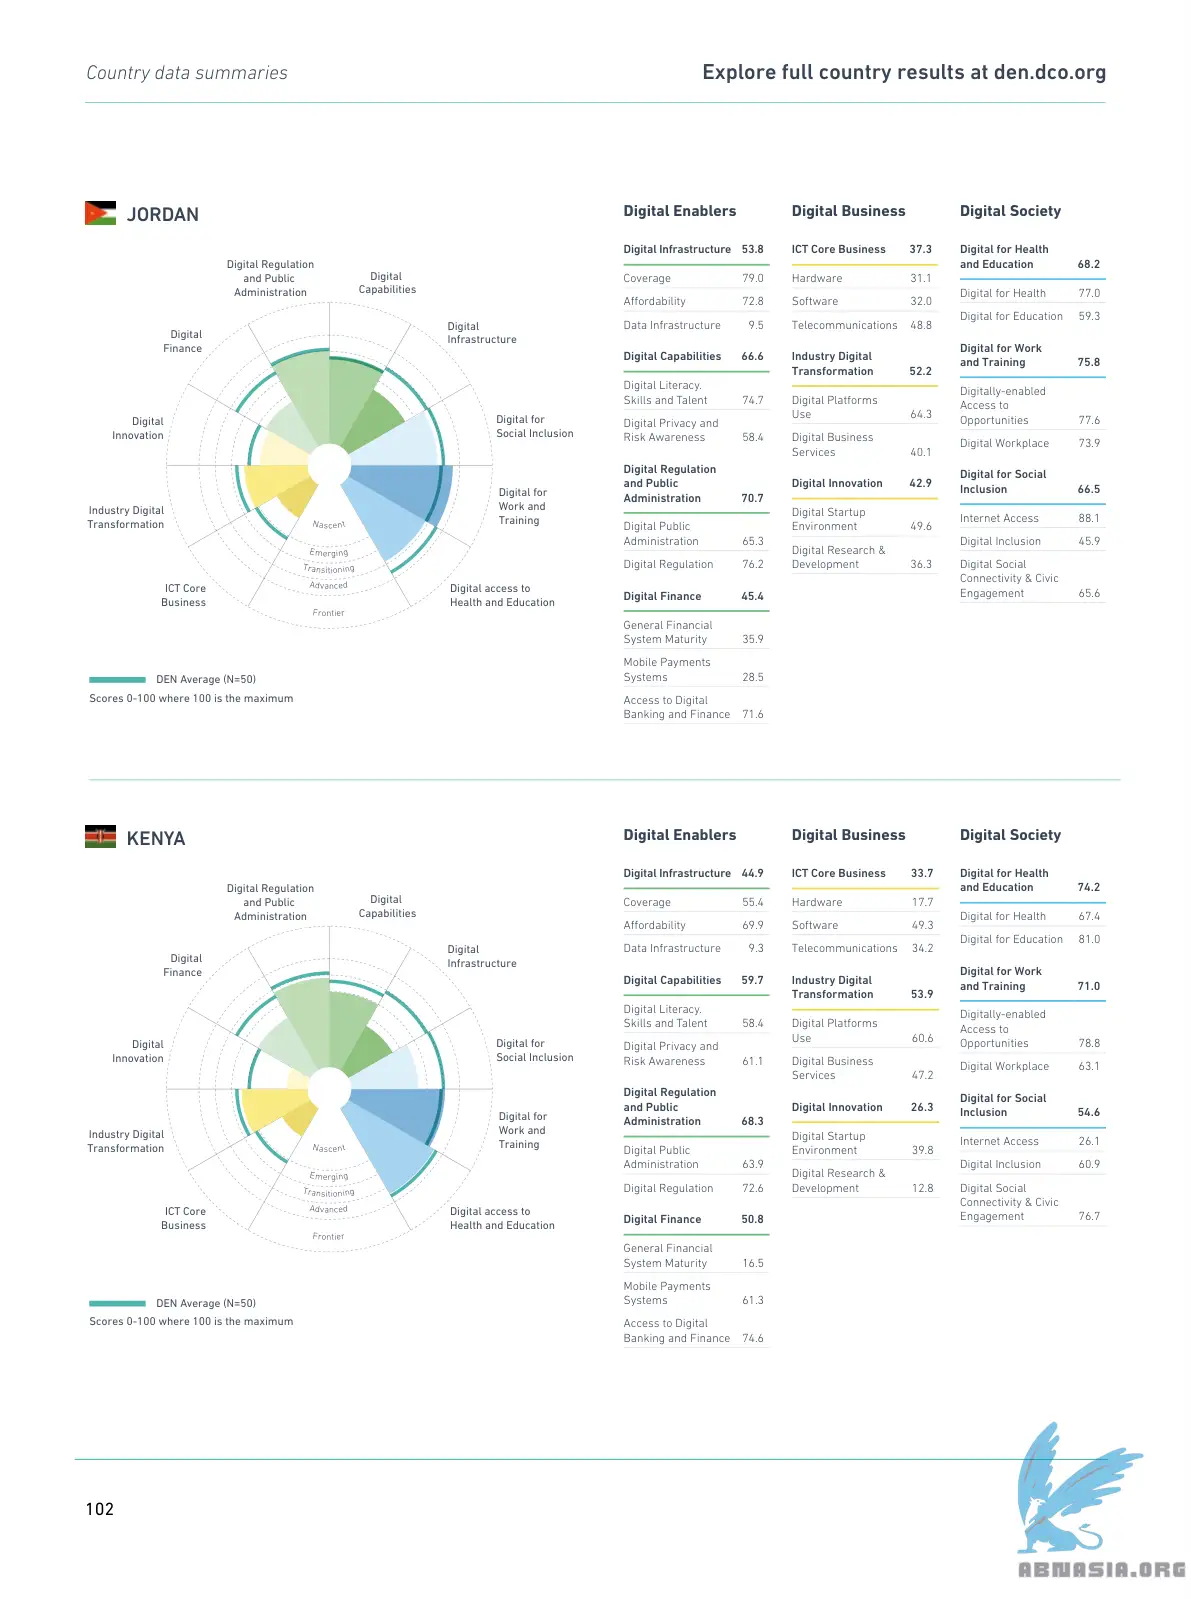 Country data summaries
Explore full country results at den.dco.org
JORDAN
Digital Regulation
and Public
Administration
Digital
Capabilities
Digital
Infrastructure
Digital
Finance
Digital
Innovation
Digital for
Social Inclusion
Industry Digital
Transformation
Digital for
Work and
Training
ICT Core
Business
Digital access to
Health and Education
Nascent
Emerging
Transitioning
Advanced
Frontier
DEN Average (N=50)
Scores 0-100 where 100 is the maximum
Digital Enablers
Digital Infrastructure 53.8
Coverage 79.0
Affordability 72.8
Data Infrastructure 9.5
Digital Capabilities 66.6
Digital Literacy.
Skills and Talent 74.7
Digital Privacy and
Risk Awareness 58.4
Digital Regulation
and Public
Administration 70.7
Digital Public
Administration 65.3
Digital Regulation 76.2
Digital Finance 45.4
General Financial
System Maturity 35.9
Mobile Payments
Systems 28.5
Access to Digital
Banking and Finance 71.6
Digital Business
ICT Core Business 37.3
Hardware 31.1
Software 32.0
Telecommunications 48.8
Industry Digital
Transformation 52.2
Digital Platforms
Use 64.3
Digital Business
Services 40.1
Digital Innovation 42.9
Digital Startup
Environment 49.6
Digital Research &
Development 36.3
Digital Society
Digital for Health
and Education 68.2
Digital for Health 77.0
Digital for Education 59.3
Digital for Work
and Training 75.8
Digitally-enabled
Access to
Opportunities 77.6
Digital Workplace 73.9
Digital for Social
Inclusion 66.5
Internet Access 88.1
Digital Inclusion 45.9
Digital Social
Connectivity & Civic
Engagement 65.6
KENYA
Digital Regulation
and Public
Administration
Digital
Capabilities
Digital
Infrastructure
Digital
Finance
Digital
Innovation
Digital for
Social Inclusion
Industry Digital
Transformation
Digital for
Work and
Training
ICT Core
Business
Digital access to
Health and Education
Nascent
Emerging
Transitioning
Advanced
Frontier
DEN Average (N=50)
Scores 0-100 where 100 is the maximum
Digital Enablers
Digital Infrastructure 44.9
Coverage 55.4
Affordability 69.9
Data Infrastructure 9.3
Digital Capabilities 59.7
Digital Literacy.
Skills and Talent 58.4
Digital Privacy and
Risk Awareness 61.1
Digital Regulation
and Public
Administration 68.3
Digital Public
Administration 63.9
Digital Regulation 72.6
Digital Finance 50.8
General Financial
System Maturity 16.5
Mobile Payments
Systems 61.3
Access to Digital
Banking and Finance 74.6
Digital Business
ICT Core Business 33.7
Hardware 17.7
Software 49.3
Telecommunications 34.2
Industry Digital
Transformation 53.9
Digital Platforms
Use 60.6
Digital Business
Services 47.2
Digital Innovation 26.3
Digital Startup
Environment 39.8
Digital Research &
Development 12.8
Digital Society
Digital for Health
and Education 74.2
Digital for Health 67.4
Digital for Education 81.0
Digital for Work
and Training 71.0
Digitally-enabled
Access to
Opportunities 78.8
Digital Workplace 63.1
Digital for Social
Inclusion 54.6
Internet Access 26.1
Digital Inclusion 60.9
Digital Social
Connectivity & Civic
Engagement 76.7
102
ABNASIA.ORG